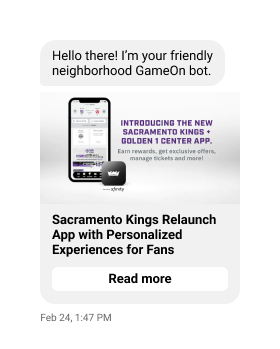 Hello there! I'm your friendly
neighborhood GameOn bot.
INTRODUCING THE NEW
SACRAMENTO KINGS +
GOLDEN 1 CENTER APP.
Earn rewards, get exclusive offers,
manage tickets and more!
xfinity
Sacramento Kings Relaunch
App with Personalized
Experiences for Fans
Read more
Feb 24, 1:47 PM